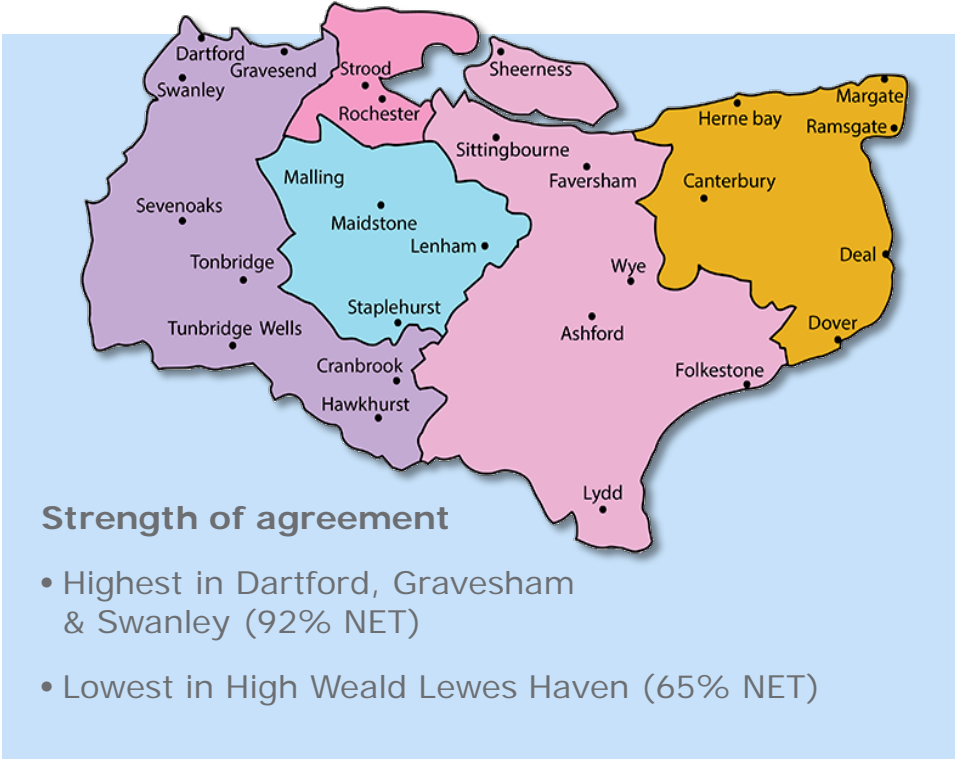 Dartford
Gravesend
Swanley
Strood
Rochester
Sheerness
Margate
Herne bay
Ramsgate
Sittingbourne
Faversham
Malling
Canterbury
Sevenoaks
Maidstone
Lenham
Deal
Tonbridge
Wye
Staplehurst
Tunbridge Wells
Ashford
Dover
Cranbrook
Folkestone
Hawkhurst
Lydd
Strength of agreement
• Highest in Dartford, Gravesham
& Swanley (92% NET)
• Lowest in High Weald Lewes Haven (65% NET)